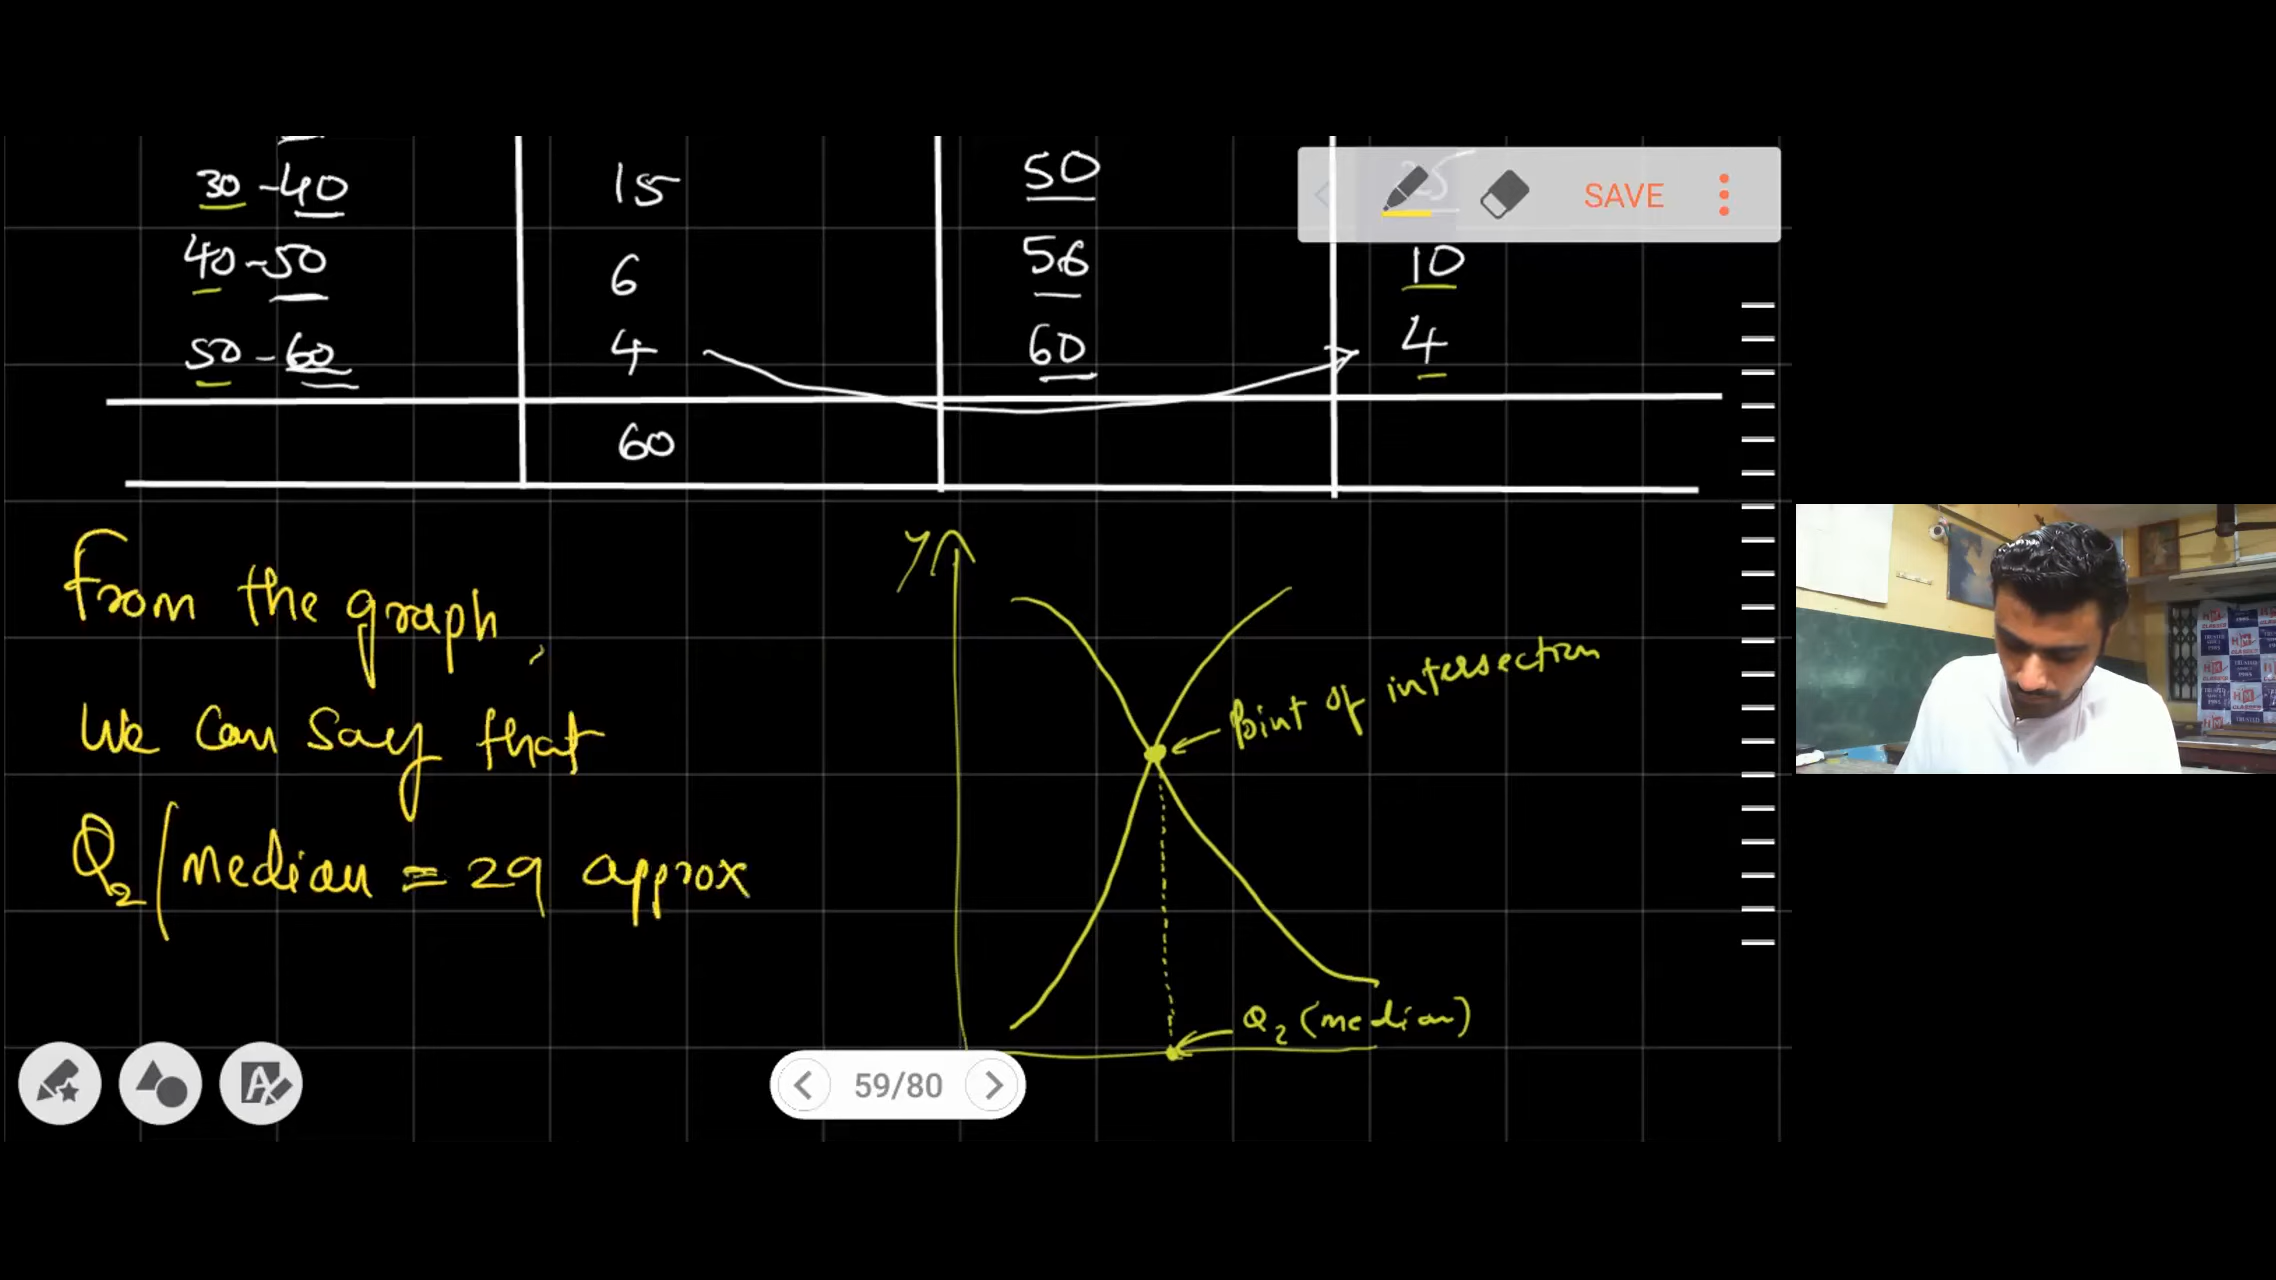 30-40 15 50 25
40-50 6 56 10
50-60 4 60 4
60
SAVE
From the graph,
We can say that
Q2/median = 29 approx
y
Point of intersection
Q2 (median)
59/80